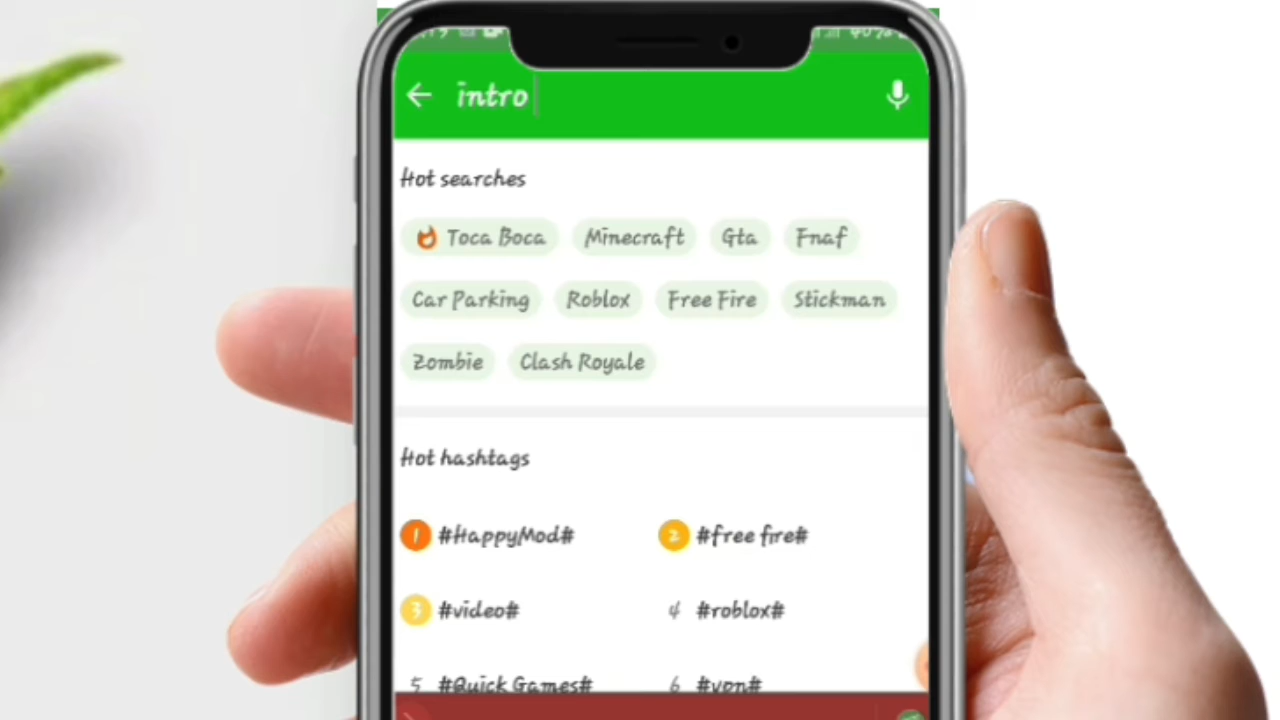 intro
Hot searches
Toca Boca Minecraft Gta Fnaf
Car Parking Roblox Free Fire Stickman
Zombie Clash Royale
Hot hashtags
1 #HappyMod# 2 #free fire#
3 #video# 4 #roblox#
5 #Quick Games# 6 #vpn#